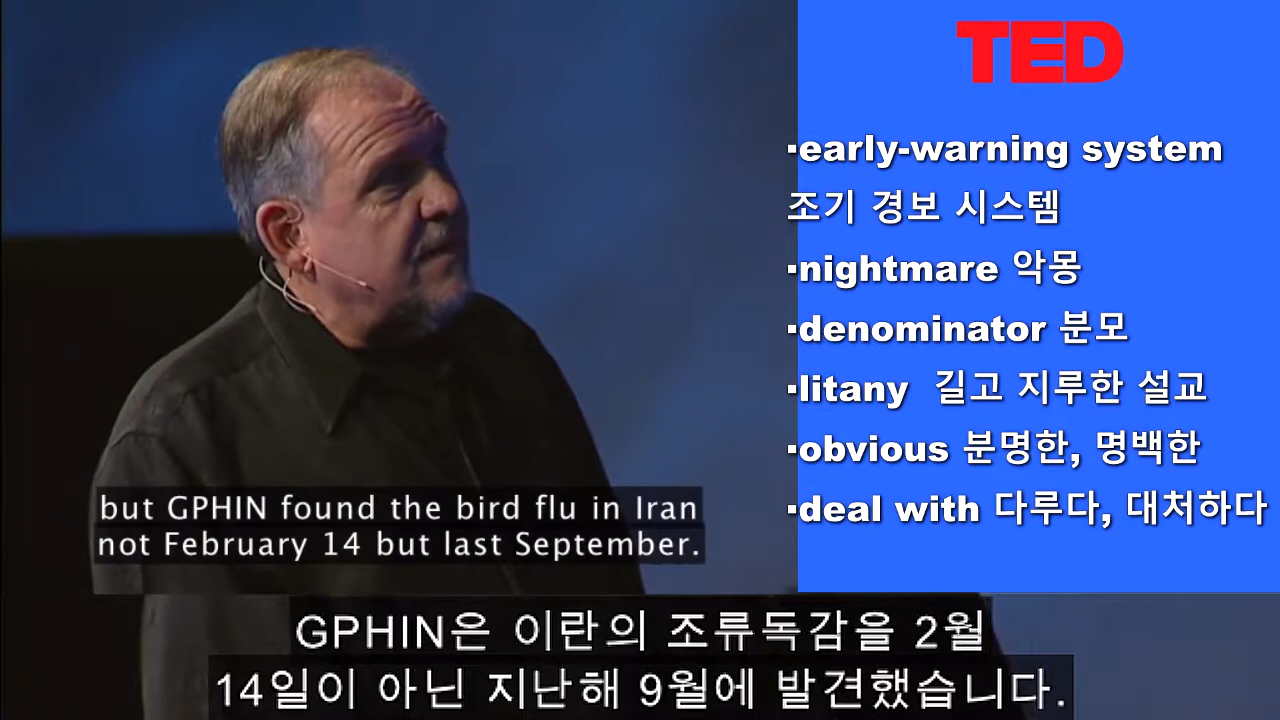 TED
▪early-warning system
조기 경보 시스템
▪nightmare 악몽
▪denominator 분모
▪litany 길고 지루한 설교
▪obvious 분명한, 명백한
▪deal with 다루다, 대처하다
but GPHIN found the bird flu in Iran
not February 14 but last September.
GPHIN은 이란의 조류독감을 2월
14일이 아닌 지난해 9월에 발견했습니다.